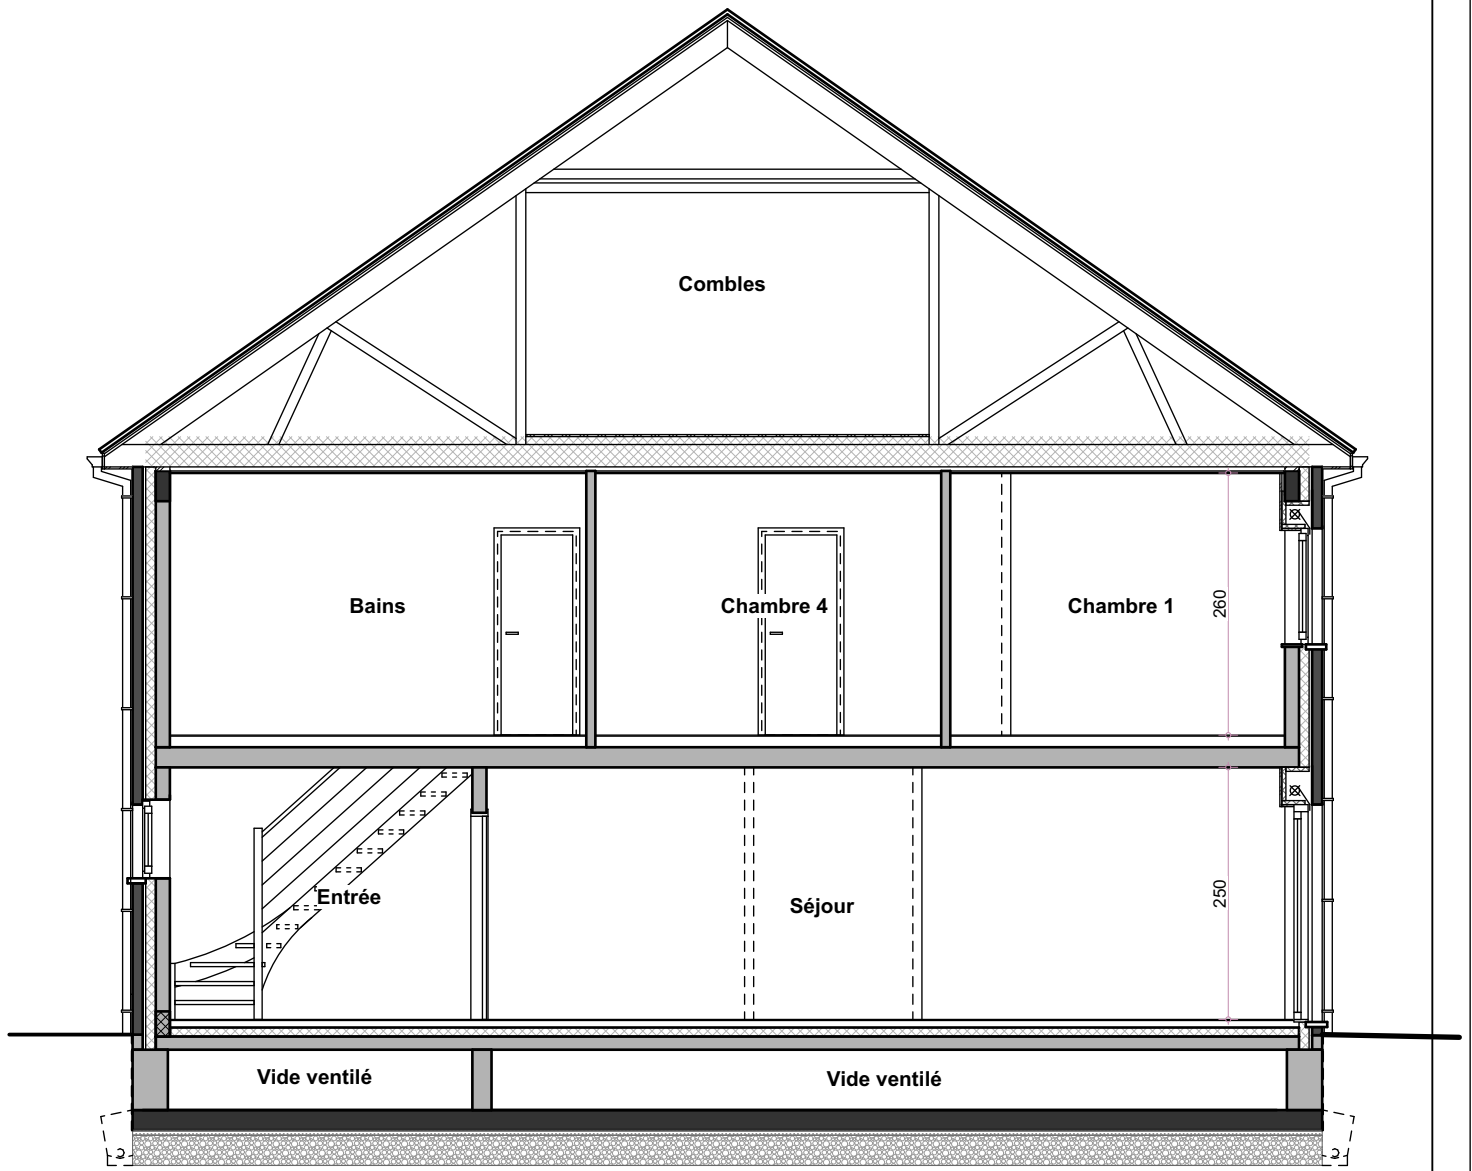 Combles
Bains
Chambre 4
Chambre 1
260
Entrée
Séjour
250
Vide ventilé
Vide ventilé